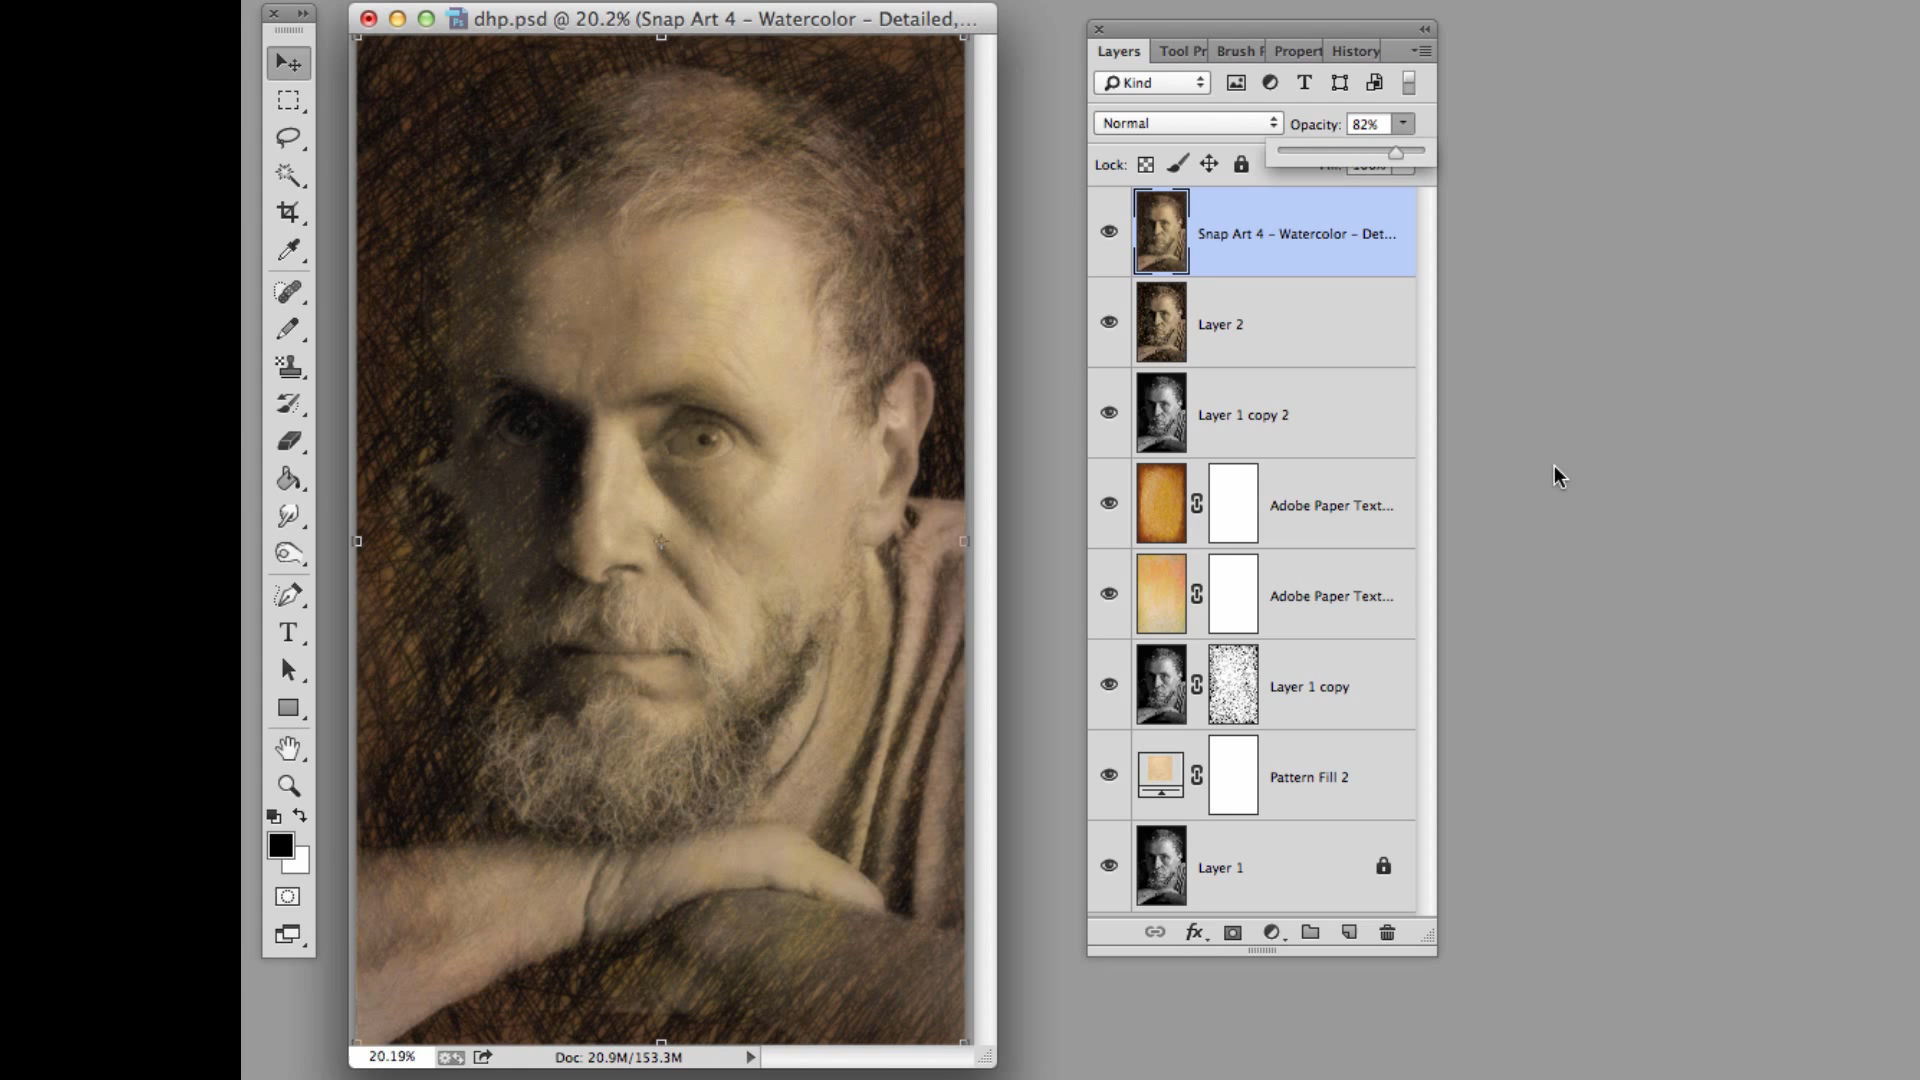 dhp.psd @ 20.2% (Snap Art 4 - Watercolor - Detailed,...
Layers
Tool Pr
Brush
Propert
History
Kind
Normal
Opacity: 82%
Lock:
Snap Art 4 - Watercolor - Det...
Layer 2
Layer 1 copy 2
Adobe Paper Text...
Adobe Paper Text...
Layer 1 copy
Pattern Fill 2
Layer 1
fx
20.19%
Doc: 20.9M/153.3M